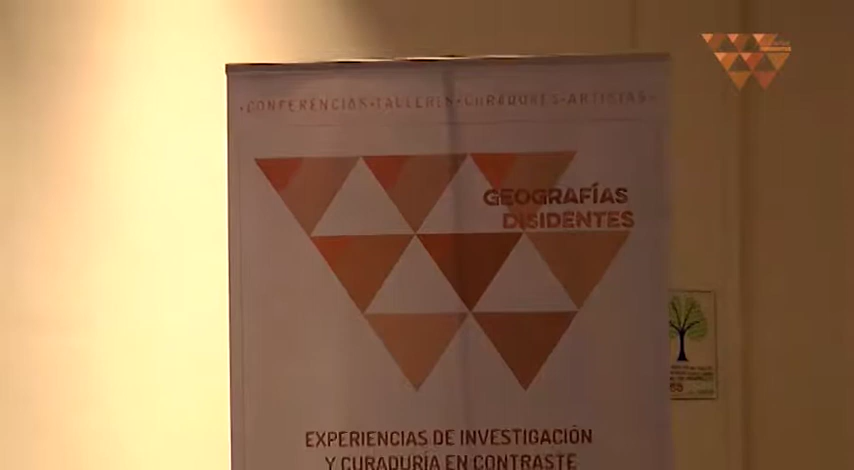 •CONFERENCIAS•TALLERES•CURADORES•ARTISTAS•
GEOGRAFÍAS
DISIDENTES
EXPERIENCIAS DE INVESTIGACIÓN
Y CURADURÍA EN CONTRASTE